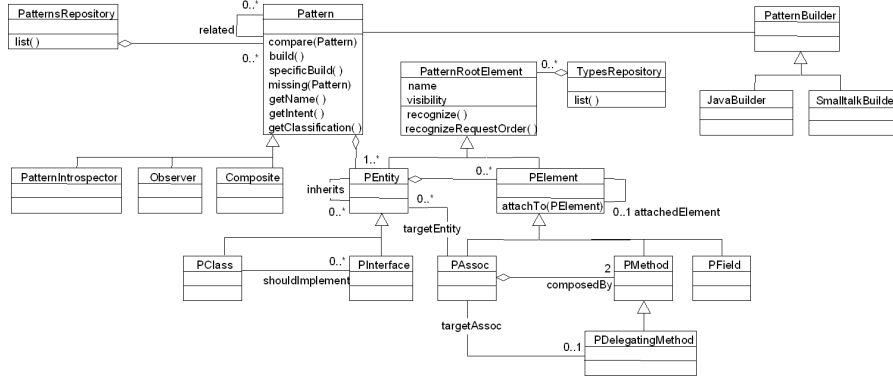 PatternsRepository
list( )
0..*
related
0..*
Pattern
compare(Pattern)
build( )
specificBuild( )
missing(Pattern)
getName( )
getIntent( )
getClassification( )
PatternBuilder
JavaBuilder
SmalltalkBuilder
PatternRootElement
name
visibility
recognize( )
recognizeRequestOrder( )
0..*
TypesRepository
list( )
PatternIntrospector
Observer
Composite
1..*
PEntity
inherits
0..*
0..*
0..*
PElement
attachTo(PElement)
0..1 attachedElement
targetEntity
PClass
0..*
shouldImplement
PInterface
PAssoc
2
composedBy
PMethod
PField
targetAssoc
0..1
PDelegatingMethod